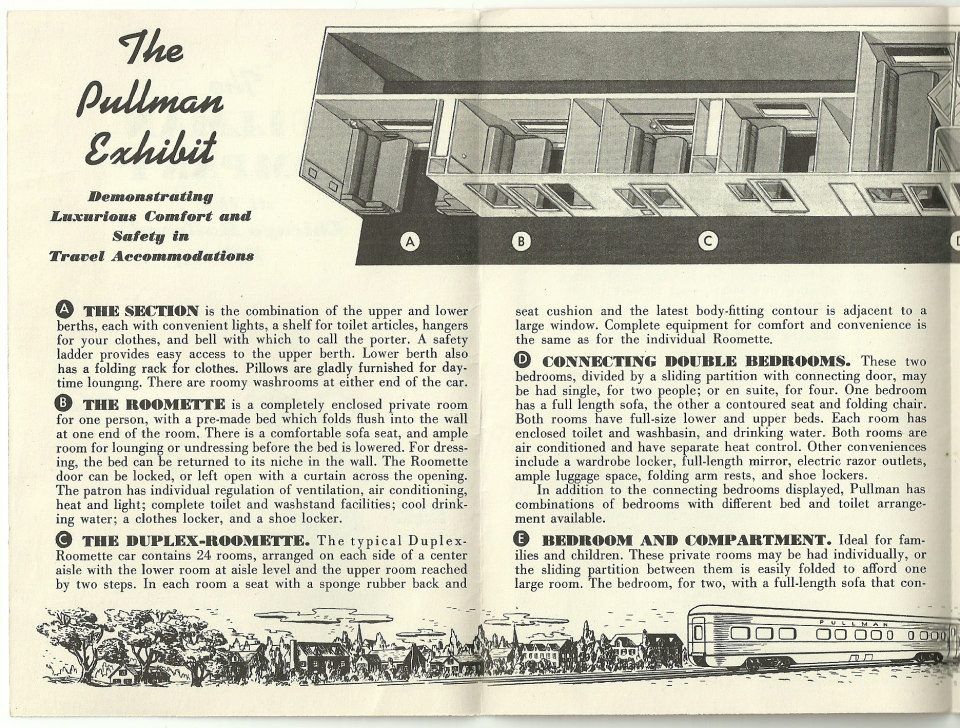 The
Pullman
Exhibit
Demonstrating
Luxurious Comfort and
Safety in
Travel Accommodations
A
B
C
D
A THE SECTION is the combination of the upper and lower
berths, each with convenient lights, a shelf for toilet articles, hangers
for your clothes, and bell with which to call the porter. A safety
ladder provides easy access to the upper berth. Lower berth also
has a folding rack for clothes. Pillows are gladly furnished for day-
time lounging. There are roomy washrooms at either end of the car.
B THE ROOMETTE is a completely enclosed private room
for one person, with a pre-made bed which folds flush into the wall
at one end of the room. There is a comfortable sofa seat, and ample
room for lounging or undressing before the bed is lowered. For dress-
ing, the bed can be returned to its niche in the wall. The Roomette
door can be locked, or left open with a curtain across the opening.
The patron has individual regulation of ventilation, air conditioning,
heat and light; complete toilet and washstand facilities; cool drink-
ing water; a clothes locker, and a shoe locker.
C THE DUPLEX-ROOMETTE. The typical Duplex-
Roomette car contains 24 rooms, arranged on each side of a center
aisle with the lower room at aisle level and the upper room reached
by two steps. In each room a seat with a sponge rubber back and
seat cushion and the latest body-fitting contour is adjacent to a
large window. Complete equipment for comfort and convenience is
the same as for the individual Roomette.
D CONNECTING DOUBLE BEDROOMS. These two
bedrooms, divided by a sliding partition with connecting door, may
be had single, for two people; or en suite, for four. One bedroom
has a full length sofa, the other a contoured seat and folding chair.
Both rooms have full-size lower and upper beds. Each room has
enclosed toilet and washbasin, and drinking water. Both rooms are
air conditioned and have separate heat control. Other conveniences
include a wardrobe locker, full-length mirror, electric razor outlets,
ample luggage space, folding arm rests, and shoe lockers.
In addition to the connecting bedrooms displayed, Pullman has
combinations of bedrooms with different bed and toilet arrange-
ment available.
E BEDROOM AND COMPARTMENT. Ideal for fam-
ilies and children. These private rooms may be had individually, or
the sliding partition between them is easily folded to afford one
large room. The bedroom, for two, with a full-length sofa that con-
PULLMAN